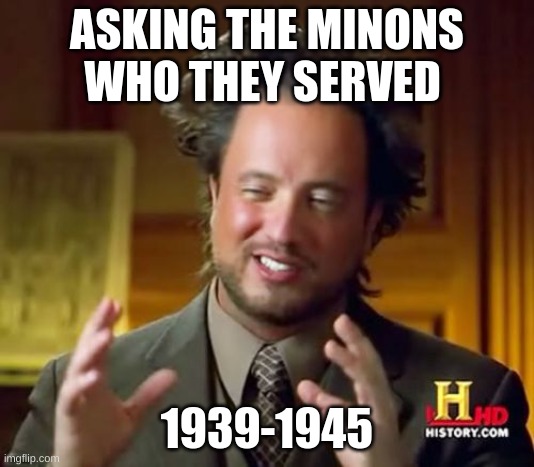 ASKING THE MINONS
WHO THEY SERVED
1939-1945
H HD
HISTORY.COM
imgflip.com